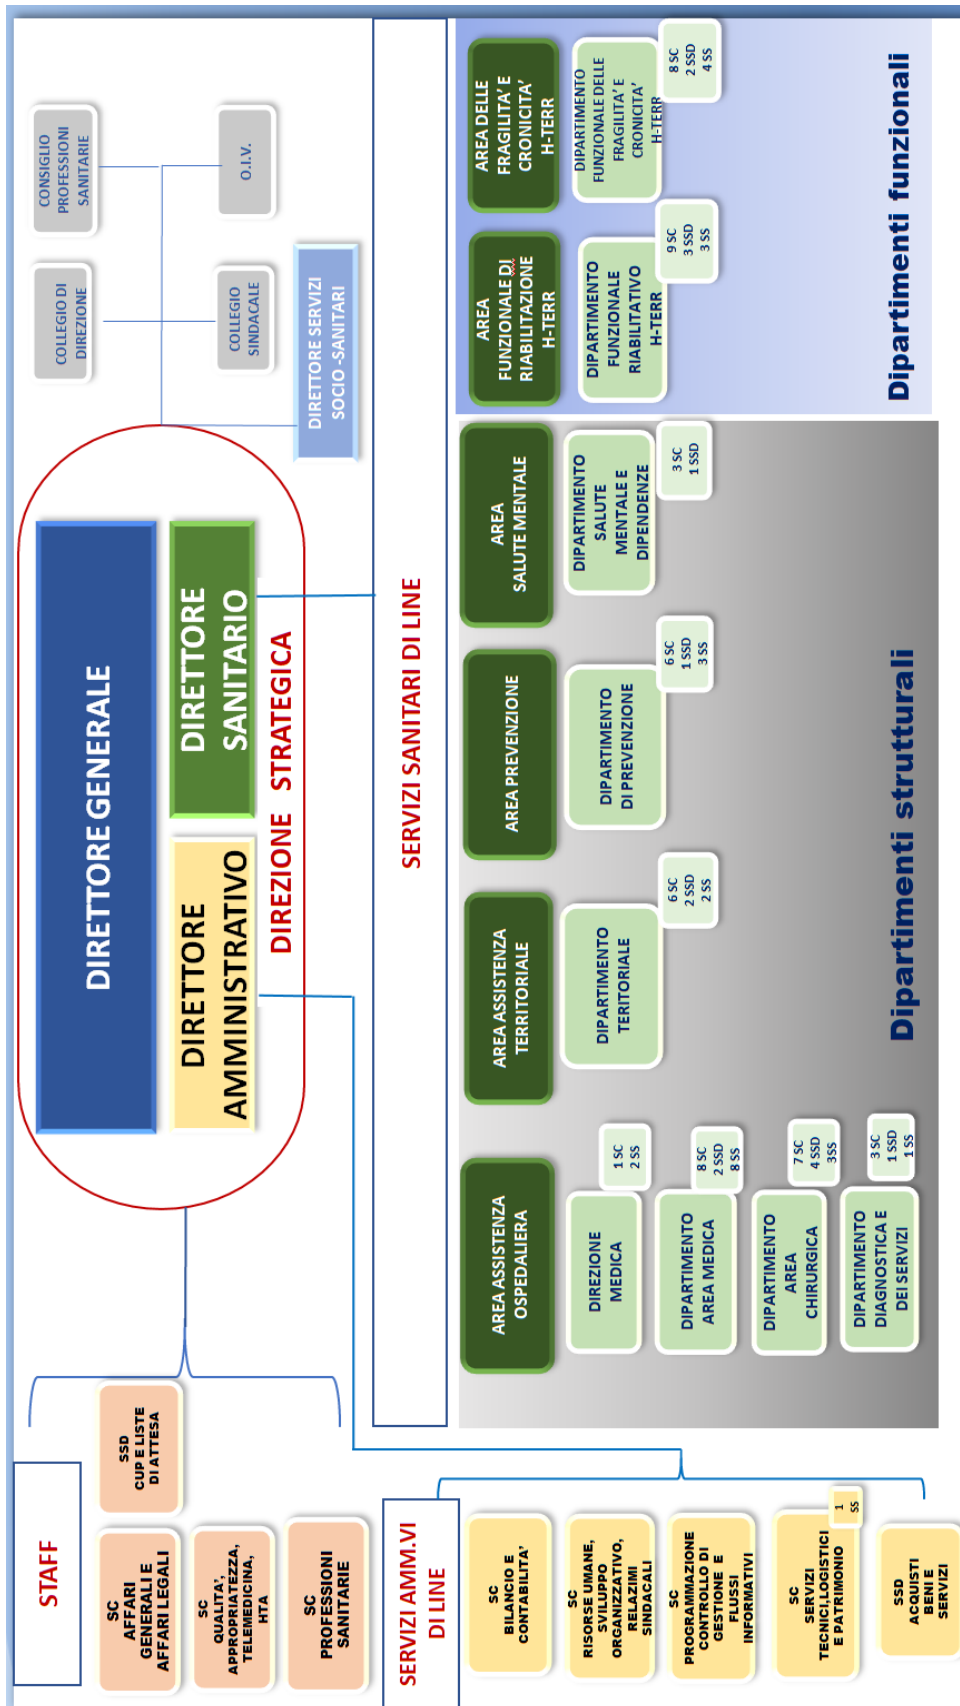 STAFF
SSD
CUP E LISTE
DI ATTESA
SC
AFFARI
GENERALI E
AFFARI LEGALI
SC
QUALITA',
APPROPRIATEZZA,
TELEMEDICINA,
HTA
SC
PROFESSIONI
SANITARIE
DIRETTORE GENERALE
DIRETTORE
AMMINISTRATIVO
DIRETTORE
SANITARIO
DIREZIONE STRATEGICA
COLLEGIO DI
DIREZIONE
CONSIGLIO
PROFESSIONI
SANITARIE
COLLEGIO
SINDACALE
O.I.V.
DIRETTORE SERVIZI
SOCIO -SANITARI
SERVIZI AMM.VI
DI LINE
SC
BILANCIO E
CONTABILITA'
SC
RISORSE UMANE,
SVILUPPO
ORGANIZZATIVO,
RELAZIMI
SINDACALI
SC
PROGRAMMAZIONE
CONTROLLO DI
GESTIONE E
FLUSSI
INFORMATIVI
SC
SERVIZI
TECNICI,LOGISTICI
E PATRIMONIO
1
SS
SSD
ACQUISTI
BENI E
SERVIZI
SERVIZI SANITARI DI LINE
AREA ASSISTENZA
OSPEDALIERA
DIREZIONE
MEDICA
1 SC
2 SS
DIPARTIMENTO
AREA MEDICA
8 SC
2 SSD
8 SS
DIPARTIMENTO
AREA
CHIRURGICA
7 SC
4 SSD
3SS
DIPARTIMENTO
DIAGNOSTICA E
DEI SERVIZI
3 SC
1 SSD
1 SS
AREA ASSISTENZA
TERRITORIALE
DIPARTIMENTO
TERITORIALE
6 SC
2 SSD
2 SS
AREA PREVENZIONE
DIPARTIMENTO
DI PREVENZIONE
6 SC
1 SSD
3 SS
AREA
SALUTE MENTALE
DIPARTIMENTO
SALUTE
MENTALE E
DIPENDENZE
3 SC
1 SSD
Dipartimenti strutturali
AREA
FUNZIONALE DI
RIABILITAZIONE
H-TERR
DIPARTIMENTO
FUNZIONALE
RIABILITATIVO
H-TERR
9 SC
3 SSD
3 SS
AREA DELLE
FRAGILITA' E
CRONICITA'
H-TERR
DIPARTIMENTO
FUNZIONALE DELLE
FRAGILITA' E
CRONICITA'
H-TERR
8 SC
2 SSD
4 SS
Dipartimenti funzionali